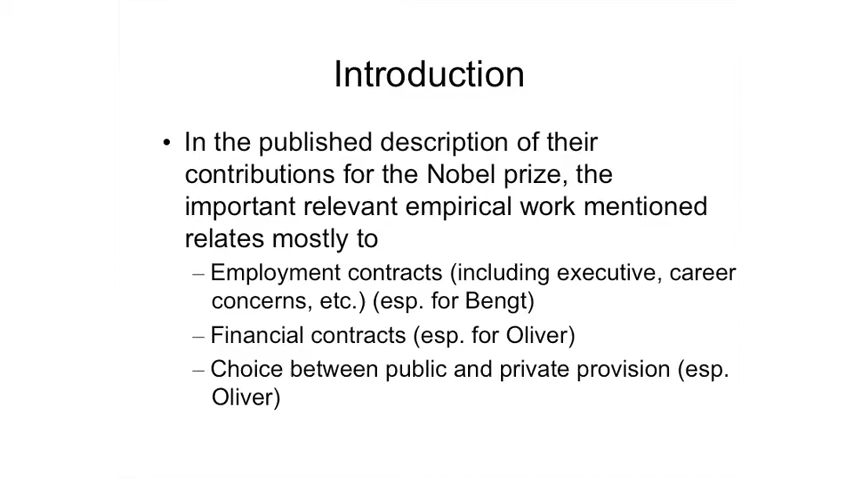 Introduction
• In the published description of their
contributions for the Nobel prize, the
important relevant empirical work mentioned
relates mostly to
– Employment contracts (including executive, career
concerns, etc.) (esp. for Bengt)
– Financial contracts (esp. for Oliver)
– Choice between public and private provision (esp.
Oliver)